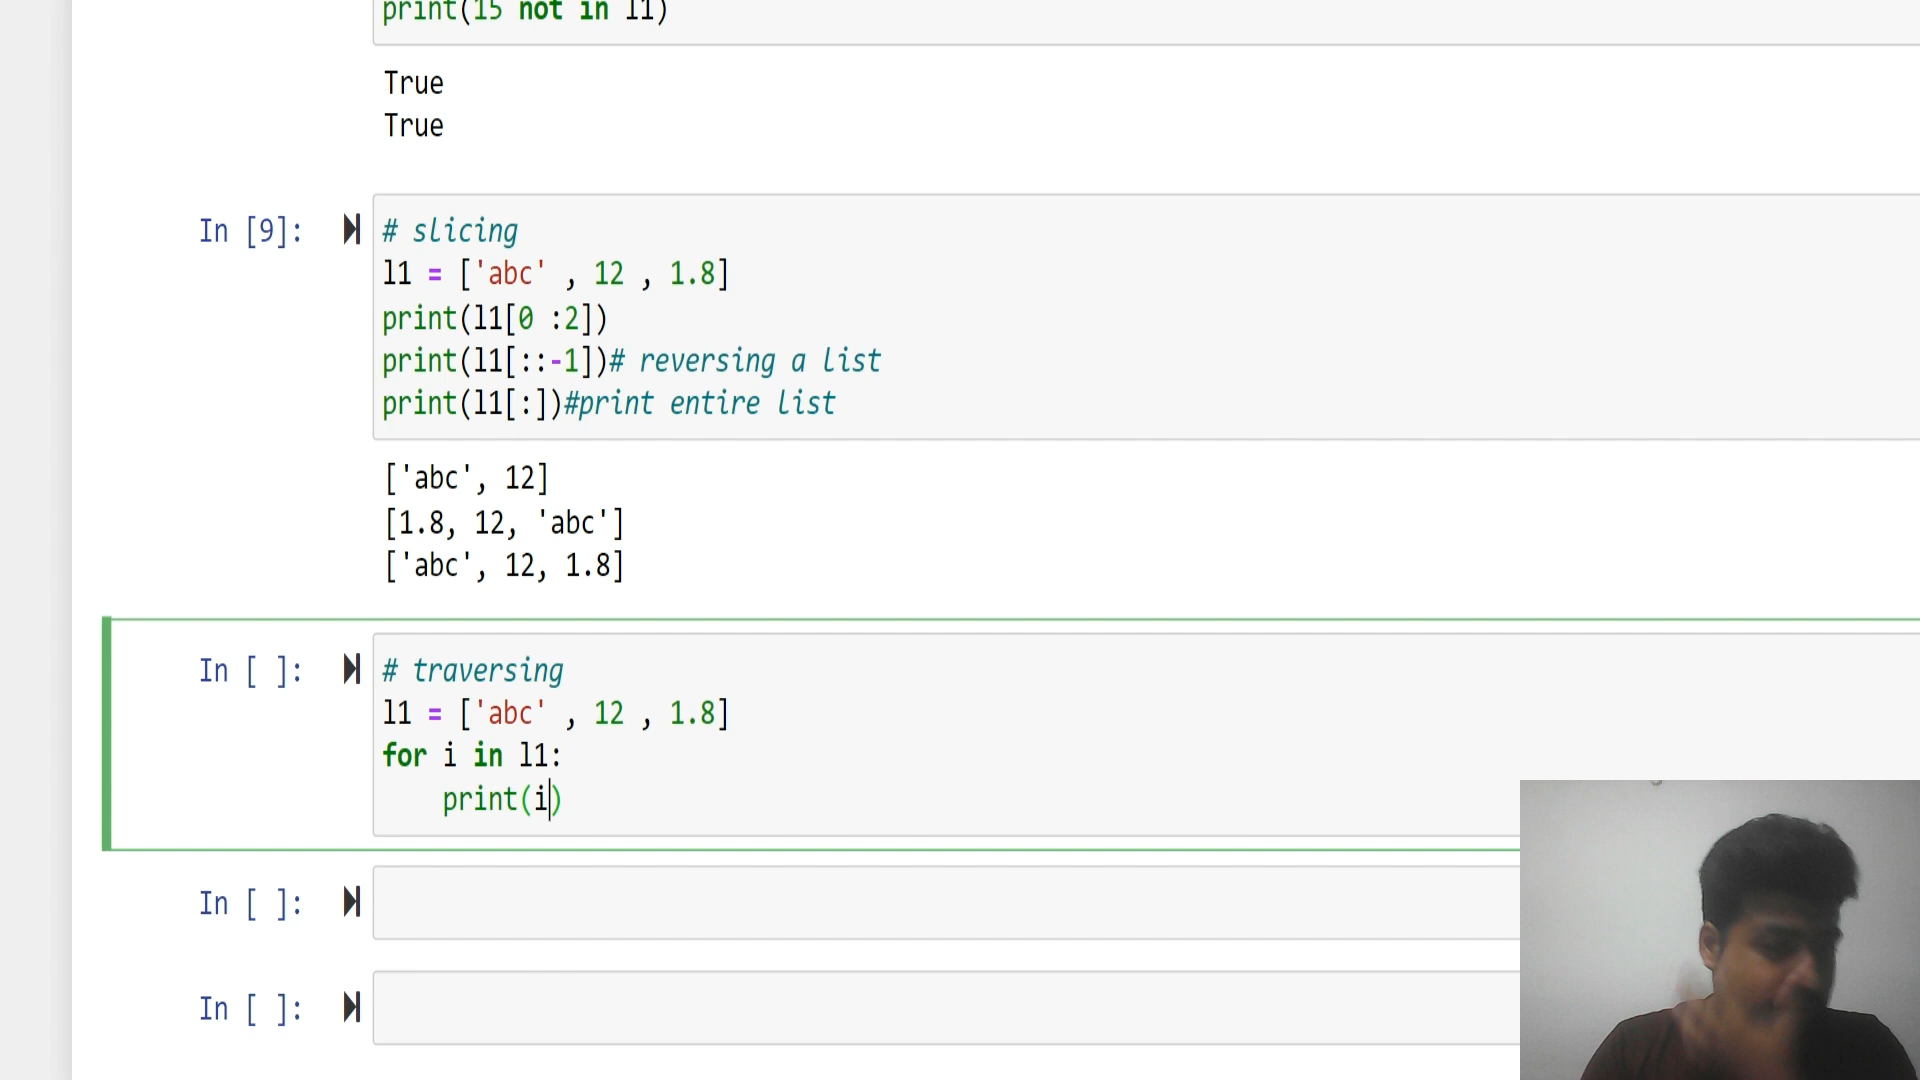 print(15 not in l1)
True
True
In [9]:
# slicing
l1 = ['abc' , 12 , 1.8]
print(l1[0 :2])
print(l1[::-1])# reversing a list
print(l1[:])#print entire list
['abc', 12]
[1.8, 12, 'abc']
['abc', 12, 1.8]
In [ ]:
# traversing
l1 = ['abc' , 12 , 1.8]
for i in l1:
    print(i)
In [ ]:
In [ ]: